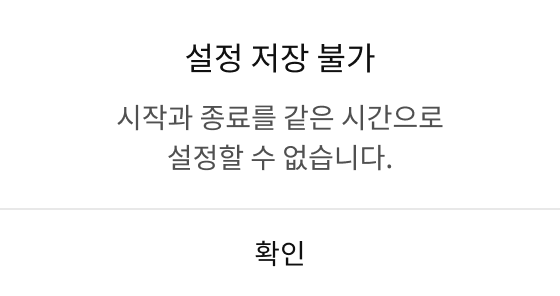 설정 저장 불가
시작과 종료를 같은 시간으로
설정할 수 없습니다.
확인